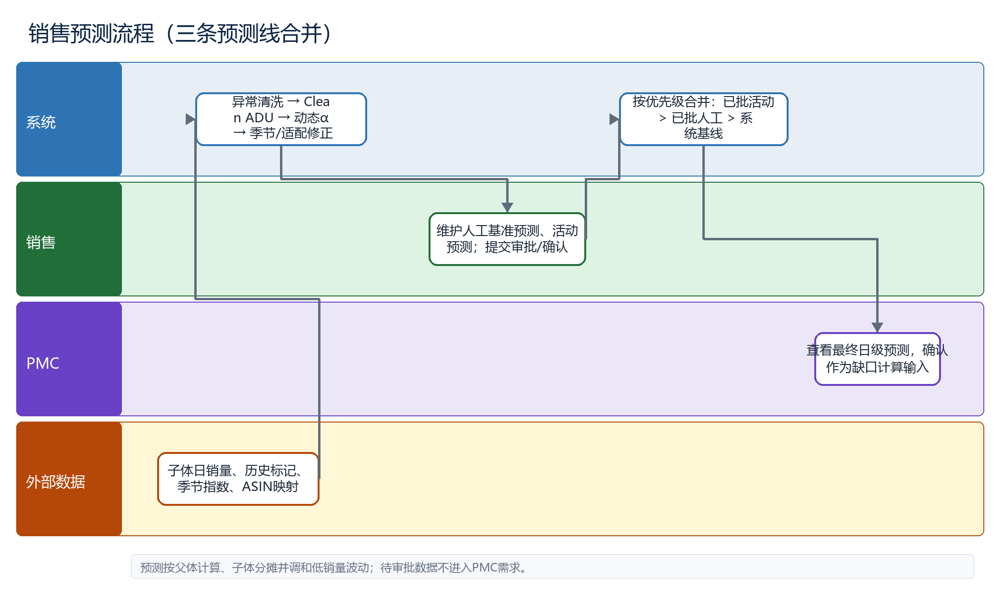 销售预测流程（三条预测线合并）
系统
异常清洗 → Clea
n ADU → 动态α
→ 季节/适配修正
按优先级合并：已批活动
> 已批人工 > 系
统基线
销售
维护人工基准预测、活动
预测；提交审批/确认
PMC
查看最终日级预测，确认
作为缺口计算输入
外部数据
子体日销量、历史标记、
季节指数、ASIN映射
预测按父体计算、子体分摊并调和低销量波动；待审批数据不进入PMC需求。